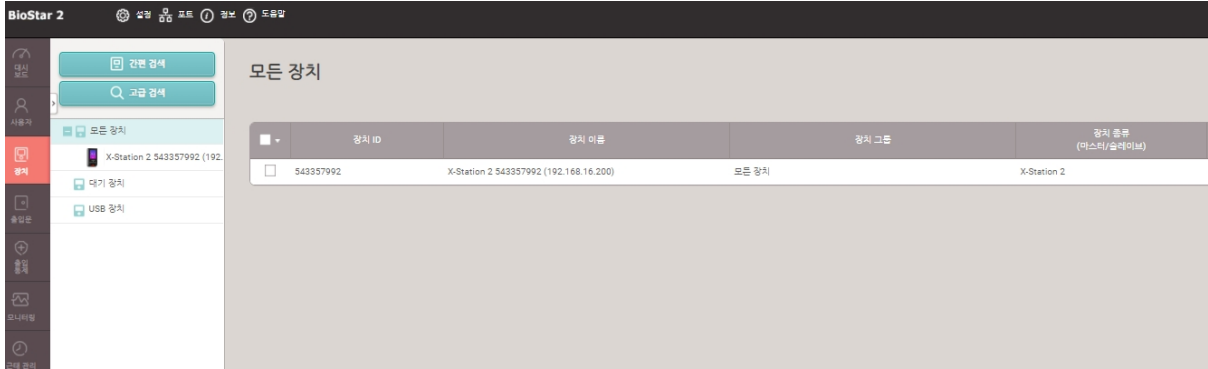 BioStar 2 설정 포트 정보 도움말
대시
보드
사용자
장치
출입문
출입
통제
모니터링
근태 관리
간편 검색
고급 검색
모든 장치
X-Station 2 543357992 (192.
대기 장치
USB 장치
모든 장치
장치 ID 장치 이름 장치 그룹 장치 종류
(마스터/슬레이브)
543357992 X-Station 2 543357992 (192.168.16.200) 모든 장치 X-Station 2